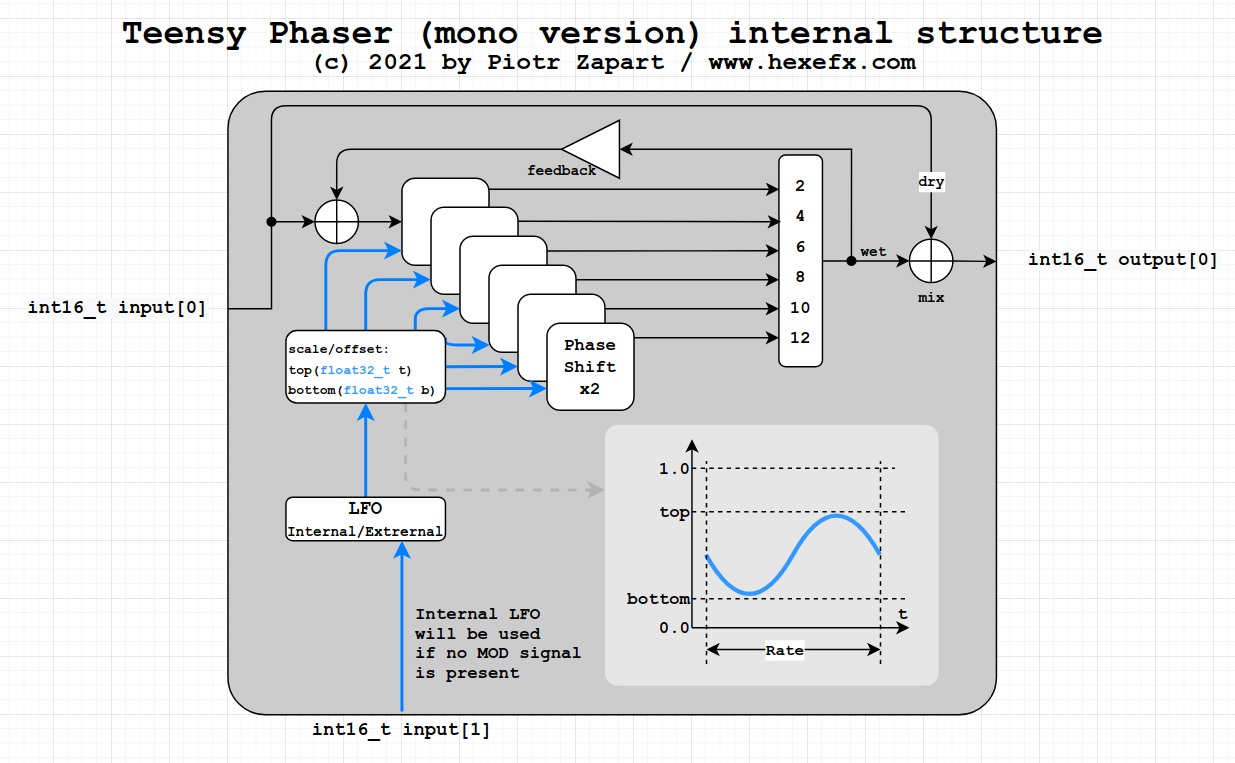 Teensy Phaser (mono version) internal structure
(c) 2021 by Piotr Zapart / www.hexefx.com
feedback
2
4
6
8
10
12
dry
wet
mix
int16_t output[0]
int16_t input[0]
scale/offset:
top(float32_t t)
bottom(float32_t b)
Phase
Shift
x2
LFO
Internal/Extrernal
Internal LFO
will be used
if no MOD signal
is present
1.0
top
bottom
0.0
t
Rate
int16_t input[1]